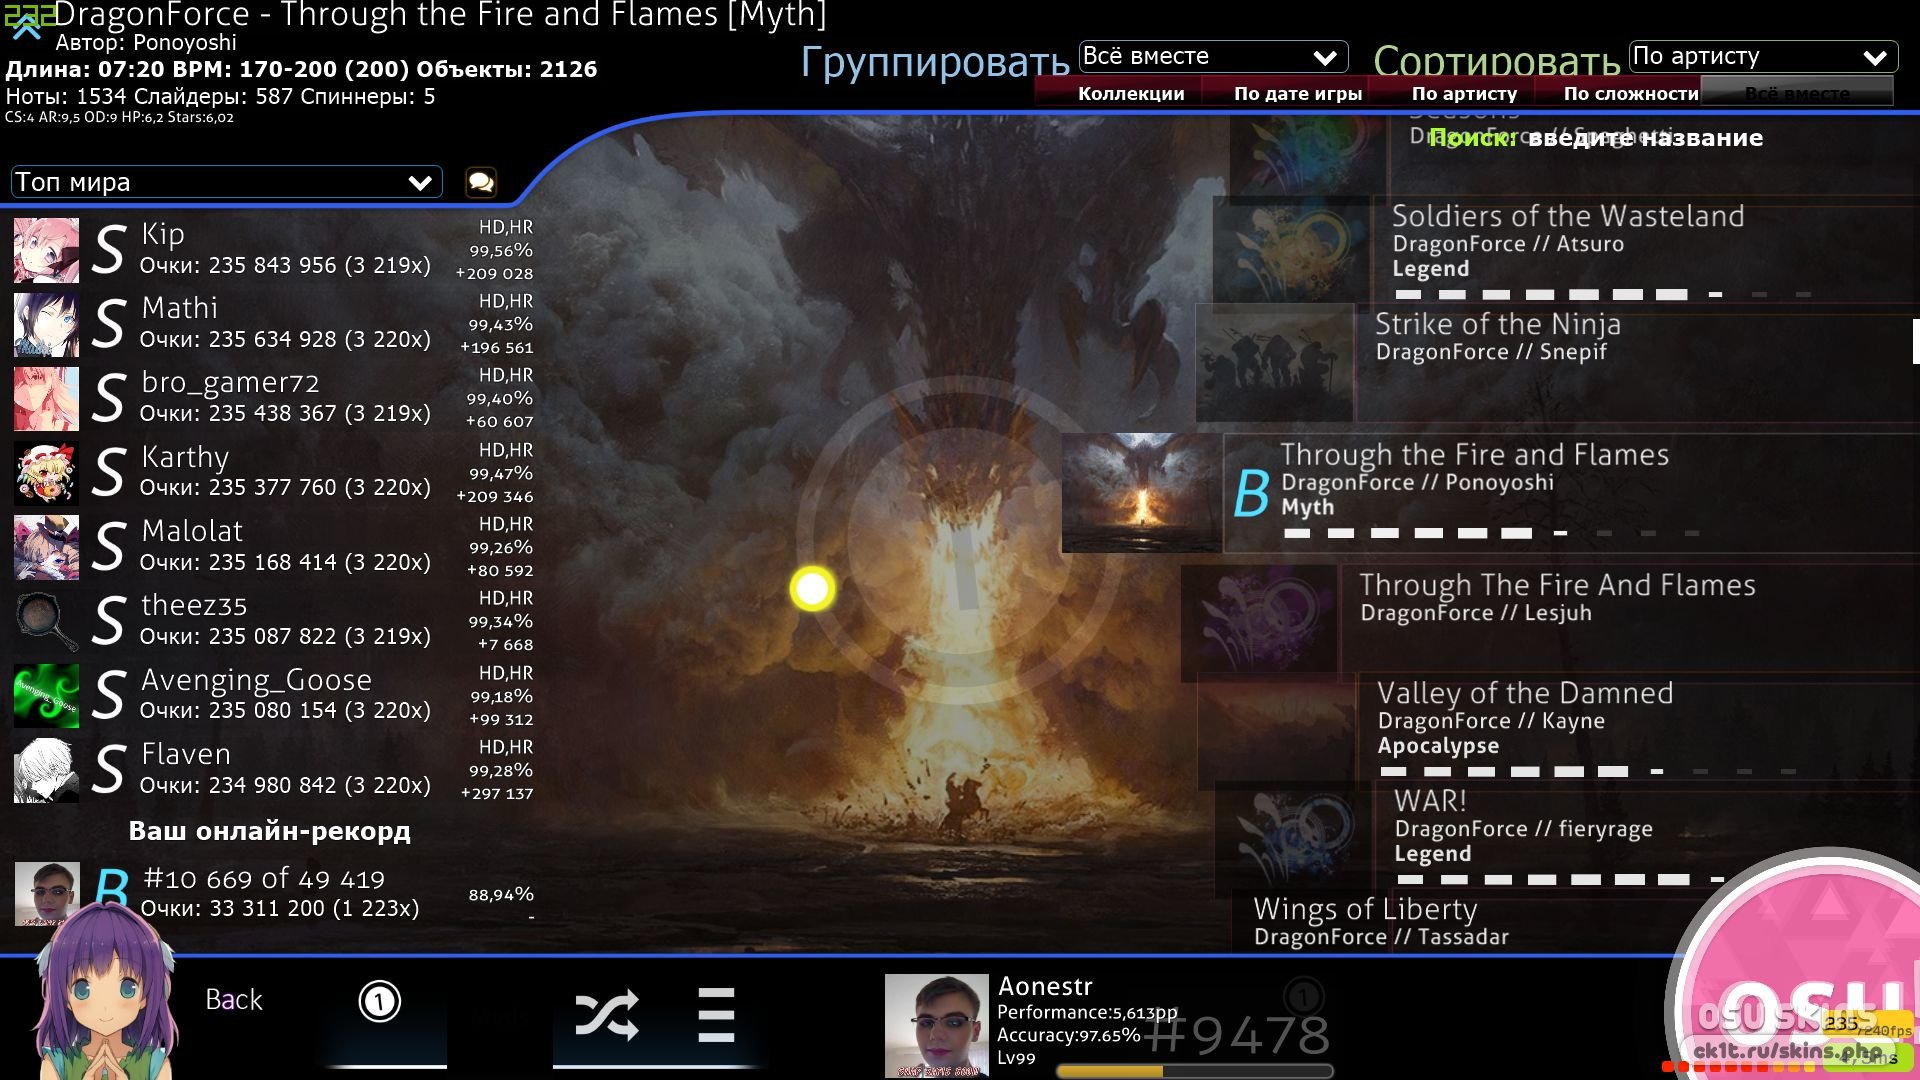 232
DragonForce - Through the Fire and Flames [Myth]
Автор: Ponoyoshi
Длина: 07:20 BPM: 170-200 (200) Объекты: 2126
Ноты: 1534 Слайдеры: 587 Спиннеры: 5
CS:4 AR:9,5 OD:9 HP:6,2 Stars:6,02
Группировать Всё вместе Сортировать По артисту
Коллекции По дате игры По артисту По сложности Всё вместе
Поиск: введите название
Топ мира
Kip
Очки: 235 843 956 (3 219x)
HD,HR
99,56%
+209 028
Mathi
Очки: 235 634 928 (3 220x)
HD,HR
99,43%
+196 561
bro_gamer72
Очки: 235 438 367 (3 219x)
HD,HR
99,40%
+60 607
Karthy
Очки: 235 377 760 (3 220x)
HD,HR
99,47%
+209 346
Malolat
Очки: 235 168 414 (3 220x)
HD,HR
99,26%
+80 592
theez35
Очки: 235 087 822 (3 219x)
HD,HR
99,34%
+7 668
Avenging_Goose
Avenging_Goose
Очки: 235 080 154 (3 220x)
HD,HR
99,18%
+99 312
Flaven
Очки: 234 980 842 (3 220x)
HD,HR
99,28%
+297 137
Ваш онлайн-рекорд
B
#10 669 of 49 419
Очки: 33 311 200 (1 223x)
88,94%
-
Seasons
DragonForce // Spaghetti
Soldiers of the Wasteland
DragonForce // Atsuro
Legend
Strike of the Ninja
DragonForce // Snepif
B
Through the Fire and Flames
DragonForce // Ponoyoshi
Myth
Through The Fire And Flames
DragonForce // Lesjuh
Valley of the Damned
DragonForce // Kayne
Apocalypse
WAR!
DragonForce // fieryrage
Legend
Wings of Liberty
DragonForce // Tassadar
Back
1
Aonestr
Performance:5,613pp
Accuracy:97.65%
Lv99
#9478
1
osu
OSU SKINS
235 /240fps
ck1t.ru/skins.php